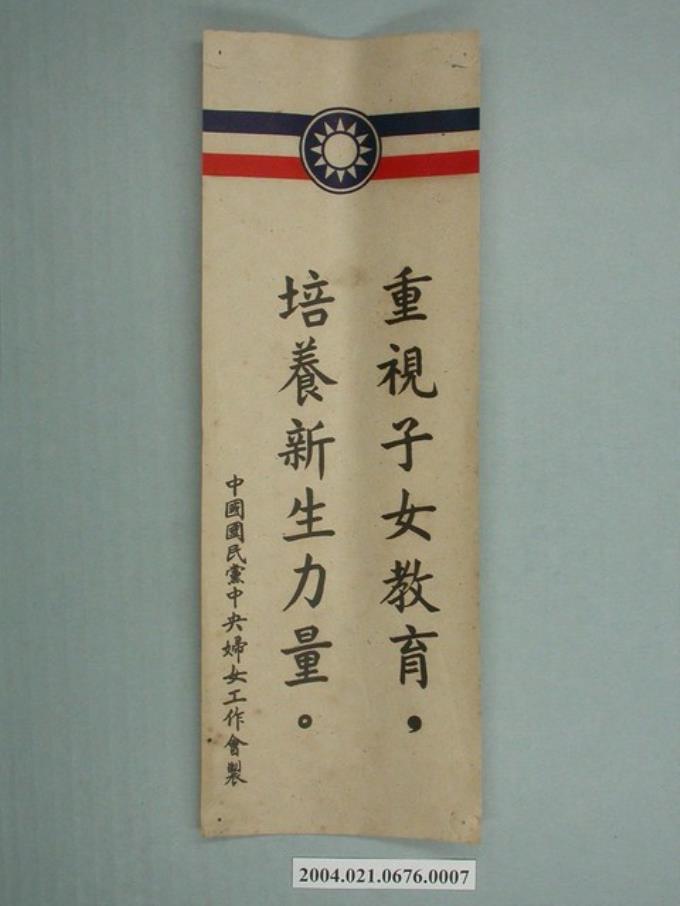 重視子女教育，
培養新生力量。
中國國民黨中央婦女工作會製
2004.021.0676.0007